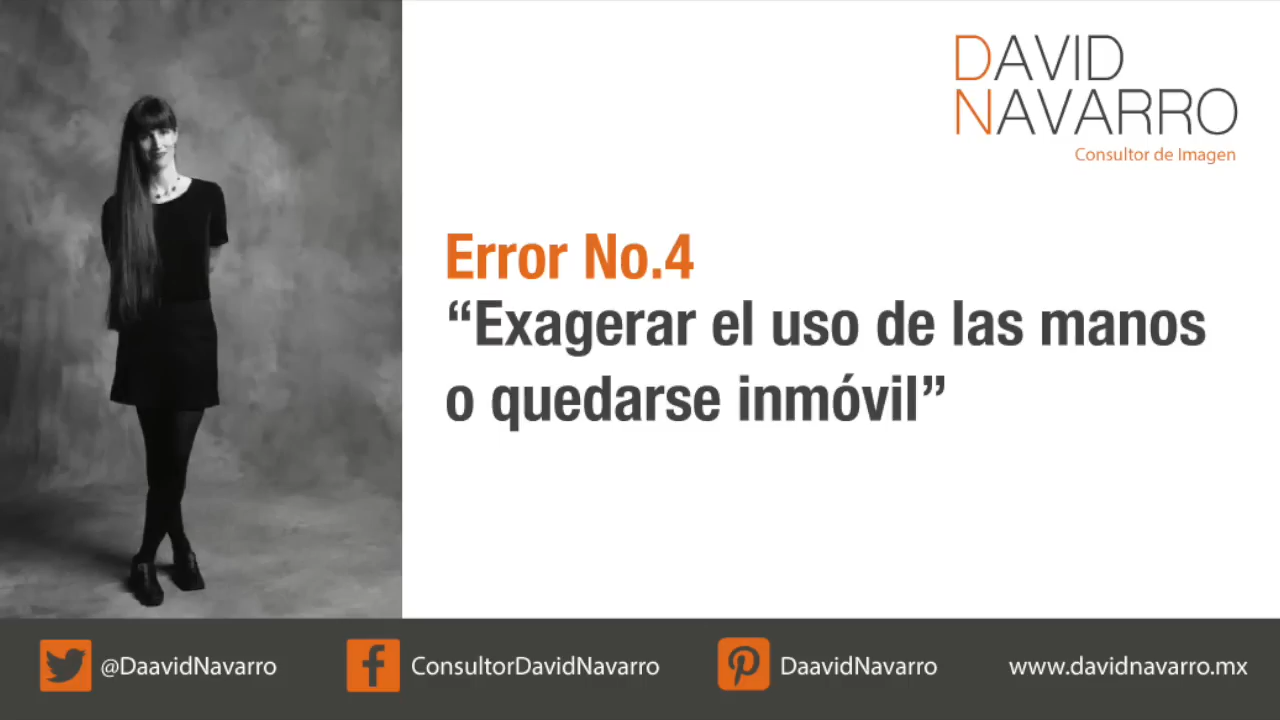 DAVID
NAVARRO
Consultor de Imagen
Error No.4
“Exagerar el uso de las manos
o quedarse inmóvil”
@DaavidNavarro
ConsultorDavidNavarro
DaavidNavarro
www.davidnavarro.mx